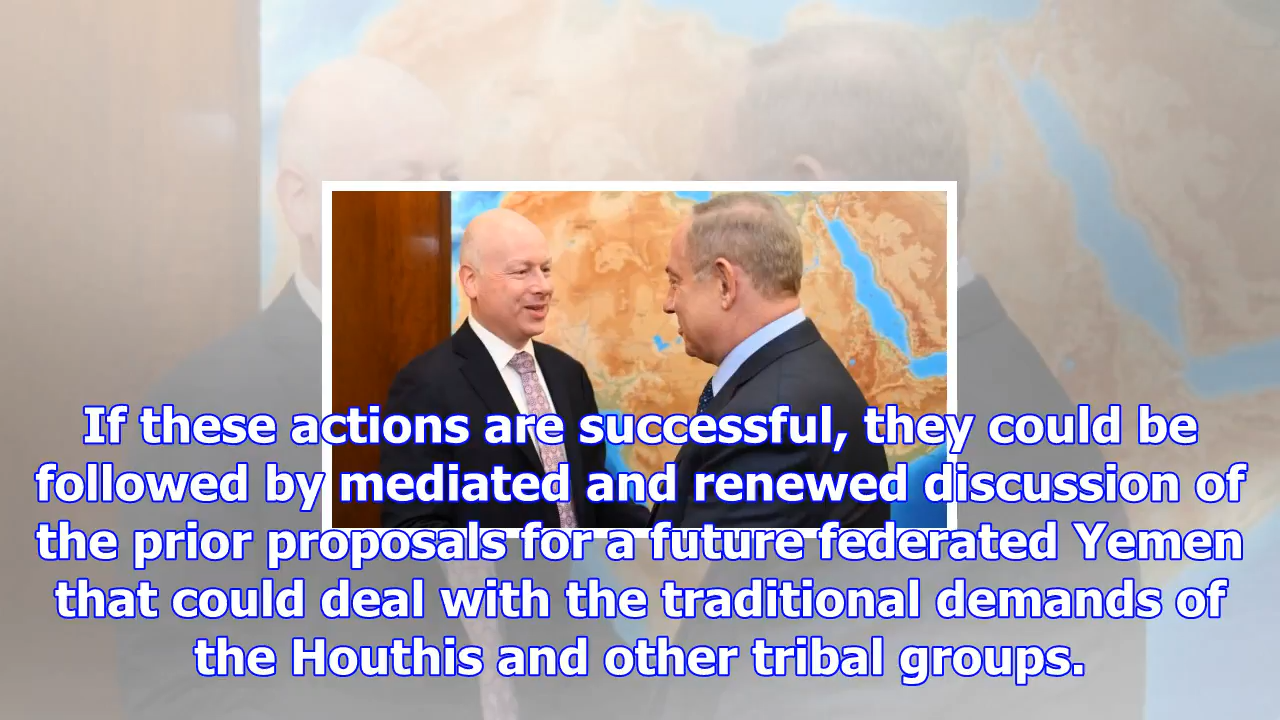 If these actions are successful, they could be
followed by mediated and renewed discussion of
the prior proposals for a future federated Yemen
that could deal with the traditional demands of
the Houthis and other tribal groups.